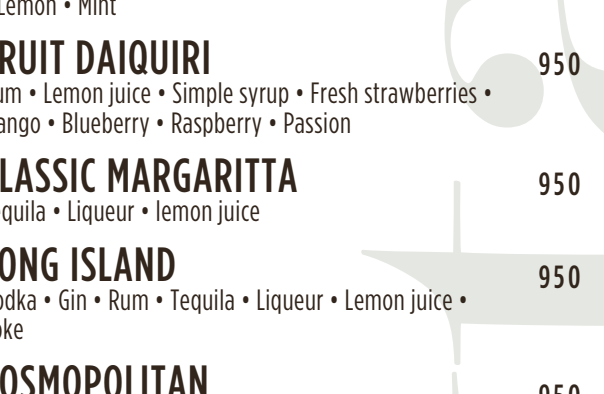 Lemon • Mint
RUIT DAIQUIRI 950
um • Lemon juice • Simple syrup • Fresh strawberries •
ango • Blueberry • Raspberry • Passion
LASSIC MARGARITTA 950
equila • Liqueur • lemon juice
ONG ISLAND 950
odka • Gin • Rum • Tequila • Liqueur • Lemon juice •
oke
OSMOPOLITAN 950